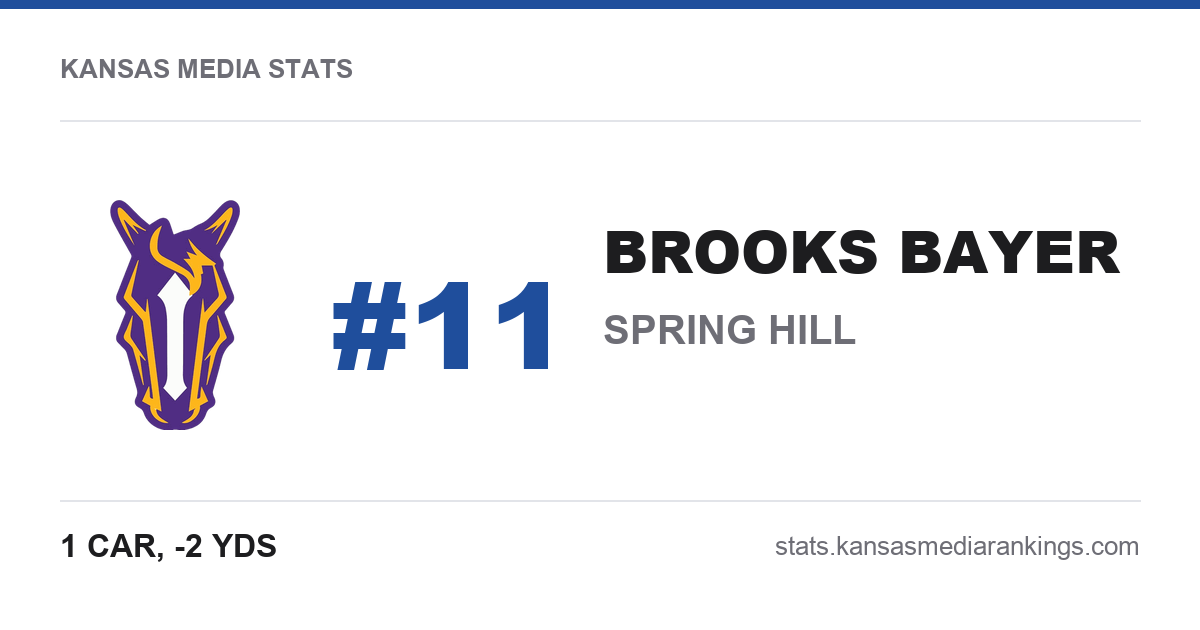 KANSAS MEDIA STATS
#11
BROOKS BAYER
SPRING HILL
1 CAR, -2 YDS
stats.kansasmediarankings.com